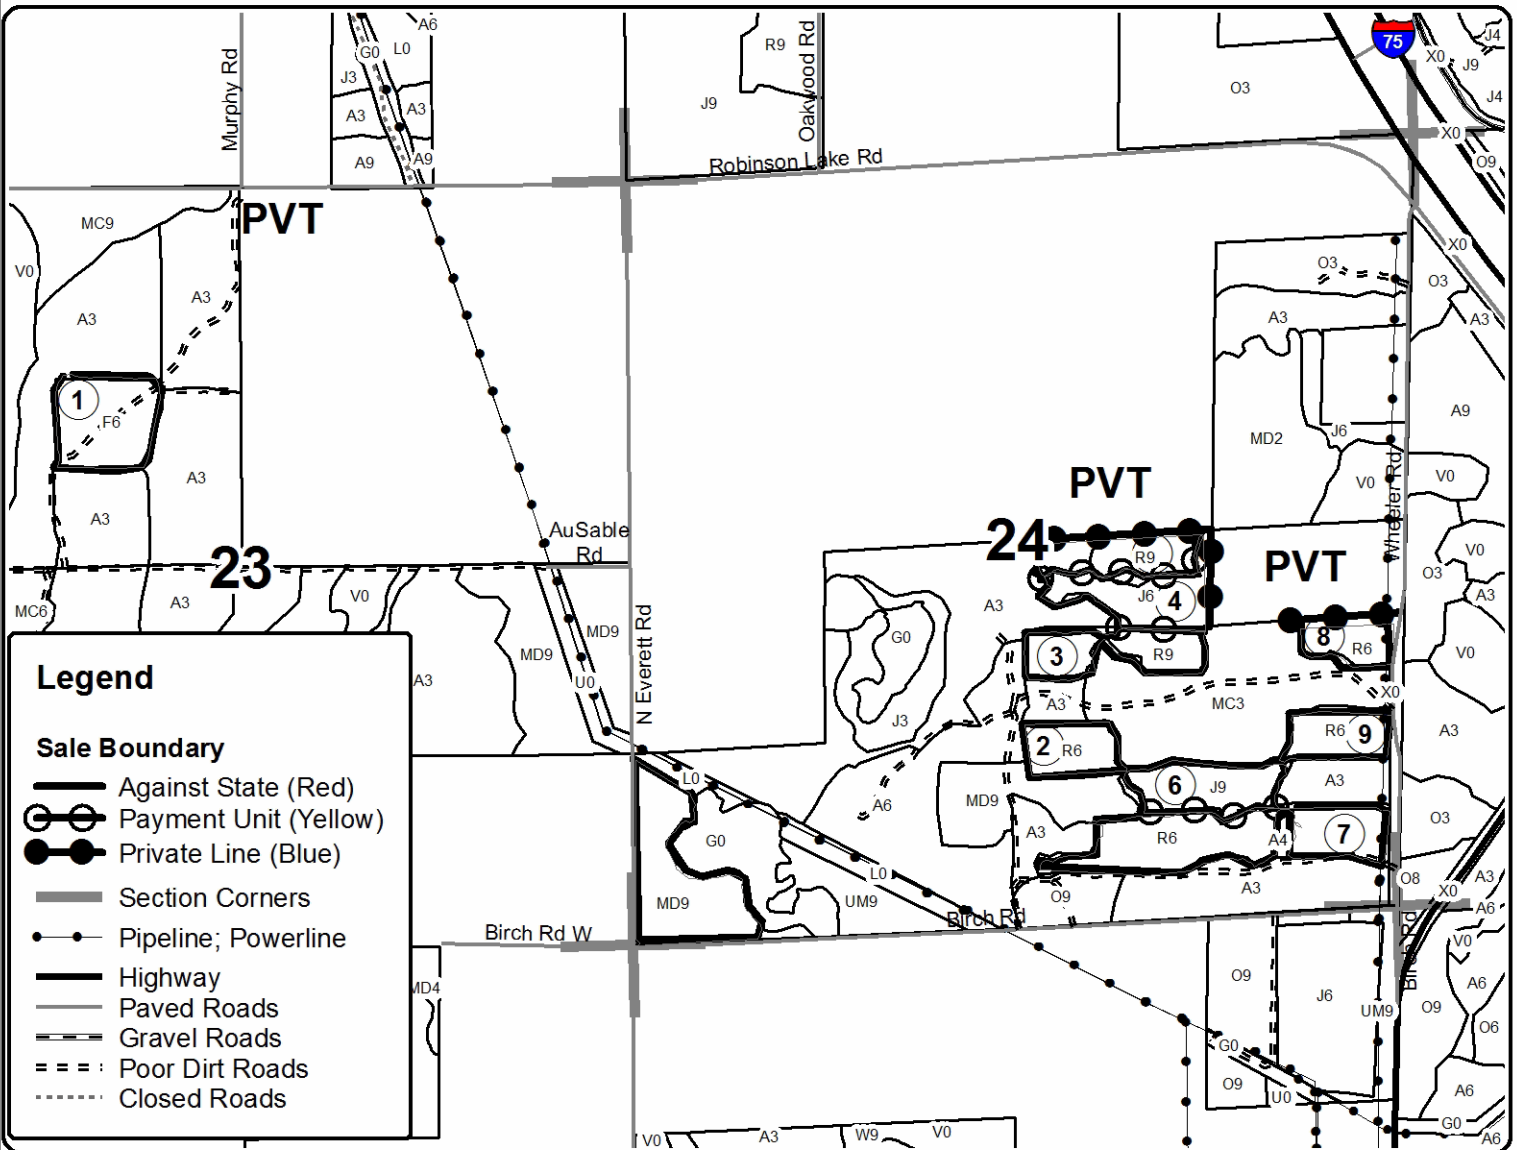 A6
G0
L0
J3
A3
A3
A9
A9
Murphy Rd
R9
Oakwood Rd
J9
Robinson Lake Rd
O3
75
J4
X0
J9
J4
X0
O9
X0
MC9
PVT
V0
A3
A3
1
F6
A3
A3
23
MC6
A3
V0
AuSable
Rd
MD9
MD9
U0
A3
N Everett Rd
O3
O3
A3
A3
MD2
J6
A9
V0
V0
Wheeler Rd
PVT
24
R9
J6
4
PVT
V0
O3
A3
A3
G0
J3
3
R9
8
R6
V0
X0
A3
MC3
2
R6
R6
9
A3
6
J9
A3
MD9
A3
R6
A4
7
O3
A6
L0
G0
L0
MD9
UM9
O9
A3
O8
X0
A3
A6
Birch Rd W
Birch Rd
Birch Rd
V0
A6
O9
J6
UM9
O9
O6
MD4
G0
O9
U0
A6
G0
A6
V0
A3
W9
V0
Legend
Sale Boundary
Against State (Red)
Payment Unit (Yellow)
Private Line (Blue)
Section Corners
Pipeline; Powerline
Highway
Paved Roads
Gravel Roads
Poor Dirt Roads
Closed Roads